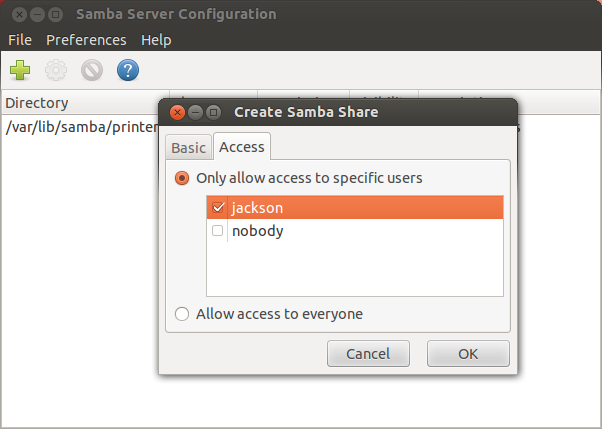 Samba Server Configuration
File Preferences Help
Directory
/var/lib/samba/printer
Create Samba Share
Basic Access
Only allow access to specific users
jackson
nobody
Allow access to everyone
Cancel OK